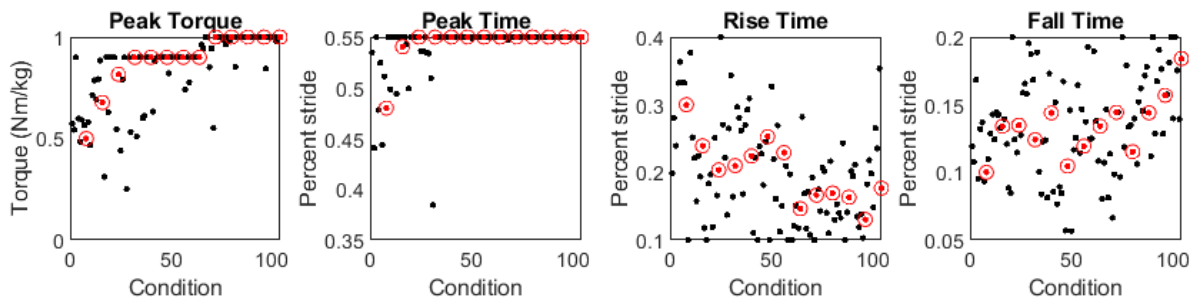 Peak Torque
Torque (Nm/kg)
1
0.5
0
0
50
100
Condition
Peak Time
Percent stride
0.55
0.5
0.45
0.4
0.35
0
50
100
Condition
Rise Time
Percent stride
0.4
0.3
0.2
0.1
0
50
100
Condition
Fall Time
Percent stride
0.2
0.15
0.1
0.05
0
50
100
Condition